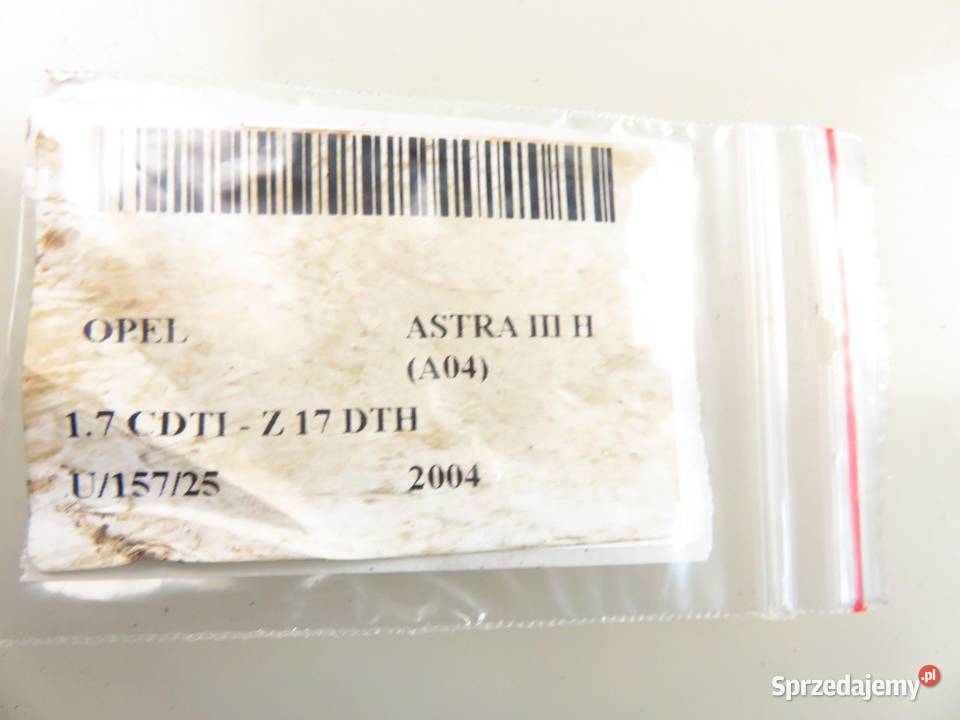 OPEL ASTRA III H
(A04)
1.7 CDTI - Z 17 DTH
U/157/25 2004
Sprzedajemy.pl